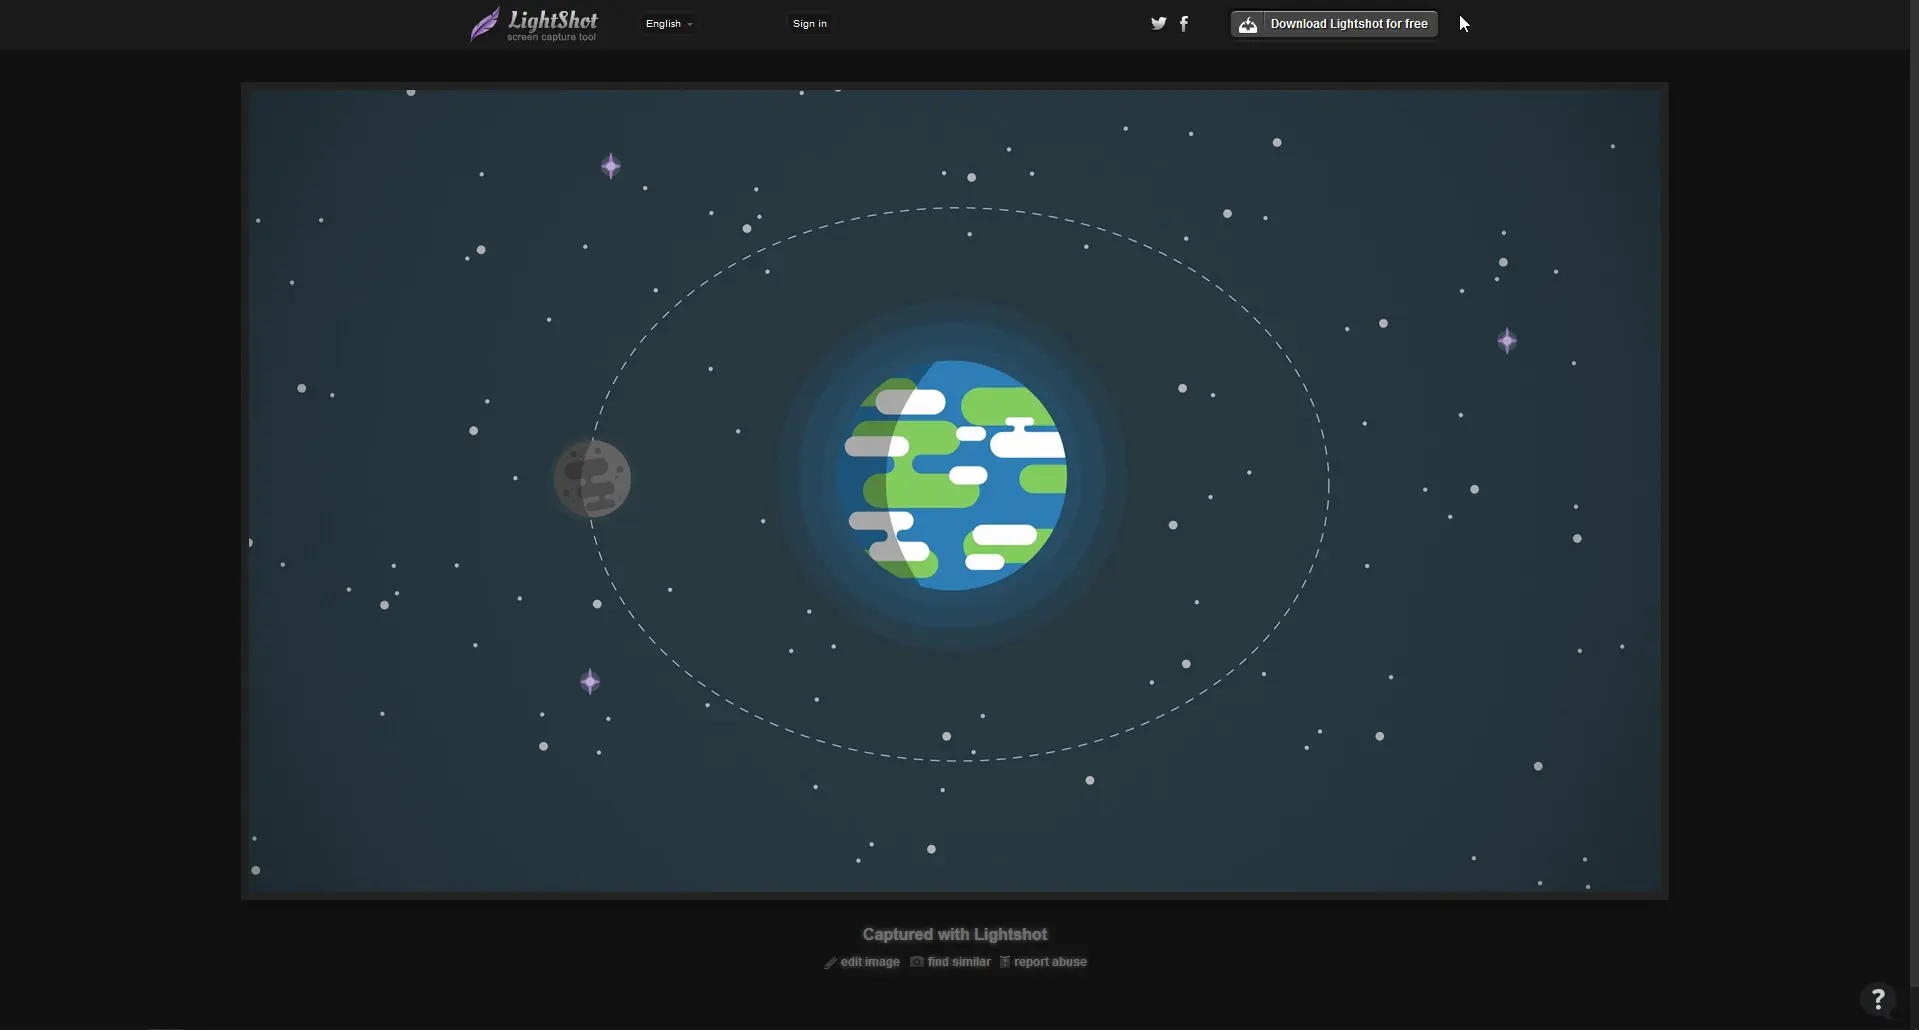 LightShot
screen capture tool
English
Sign in
Download Lightshot for free
Captured with Lightshot
edit image find similar report abuse
?